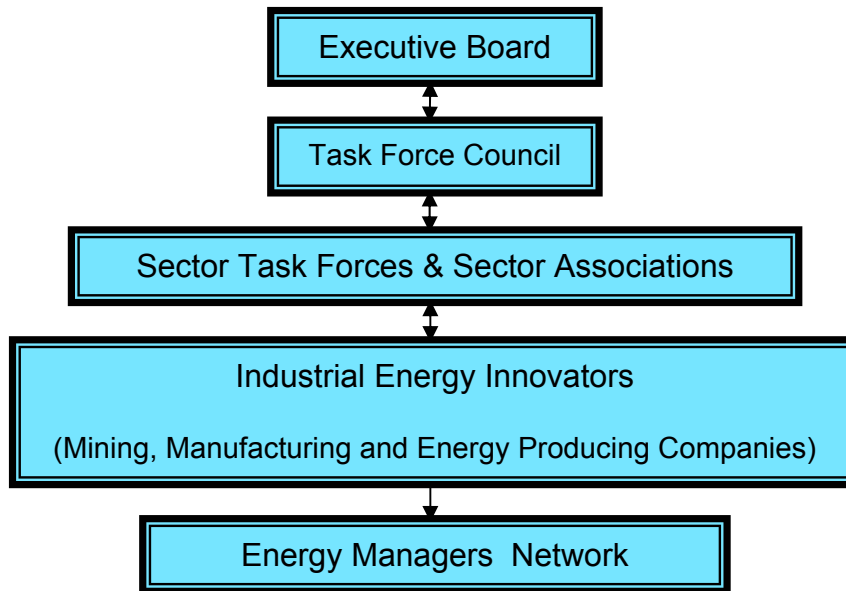 Executive Board
Task Force Council
Sector Task Forces & Sector Associations
Industrial Energy Innovators
(Mining, Manufacturing and Energy Producing Companies)
Energy Managers  Network